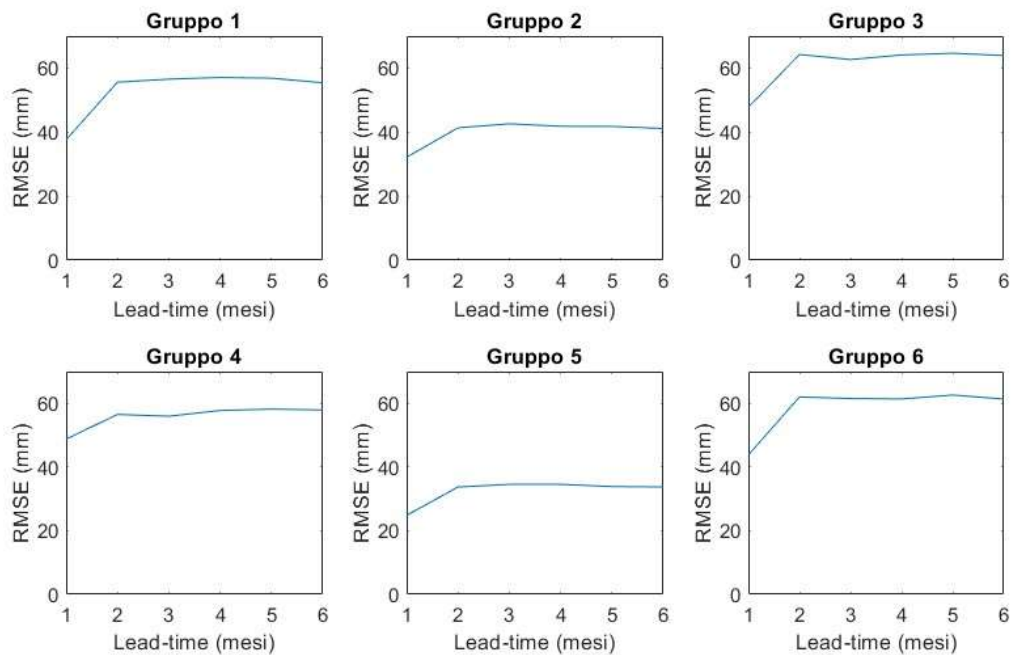 Gruppo 1
RMSE (mm)
60
40
20
0
1 2 3 4 5 6
Lead-time (mesi)
Gruppo 2
RMSE (mm)
60
40
20
0
1 2 3 4 5 6
Lead-time (mesi)
Gruppo 3
RMSE (mm)
60
40
20
0
1 2 3 4 5 6
Lead-time (mesi)
Gruppo 4
RMSE (mm)
60
40
20
0
1 2 3 4 5 6
Lead-time (mesi)
Gruppo 5
RMSE (mm)
60
40
20
0
1 2 3 4 5 6
Lead-time (mesi)
Gruppo 6
RMSE (mm)
60
40
20
0
1 2 3 4 5 6
Lead-time (mesi)